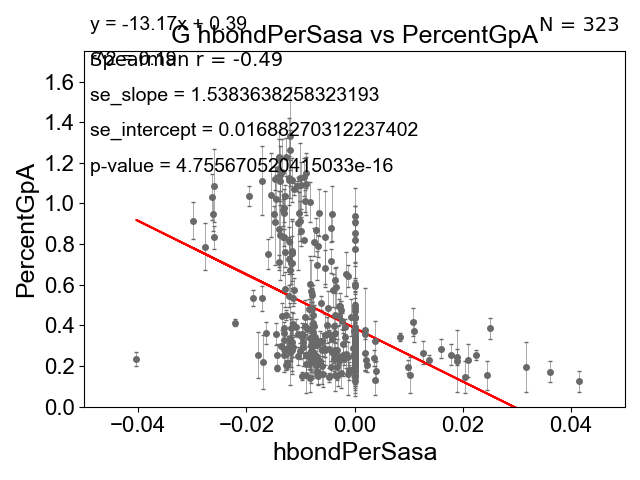 y = -13.17x + 0.39
N = 323
G hbondPerSasa vs PercentGpA
Spearman r = -0.49
se_slope = 1.5383638258323193
se_intercept = 0.01688270312237402
p-value = 4.755670520415033e-16
PercentGpA
1.6
1.4
1.2
1.0
0.8
0.6
0.4
0.2
0.0
−0.04
−0.02
0.00
0.02
0.04
hbondPerSasa